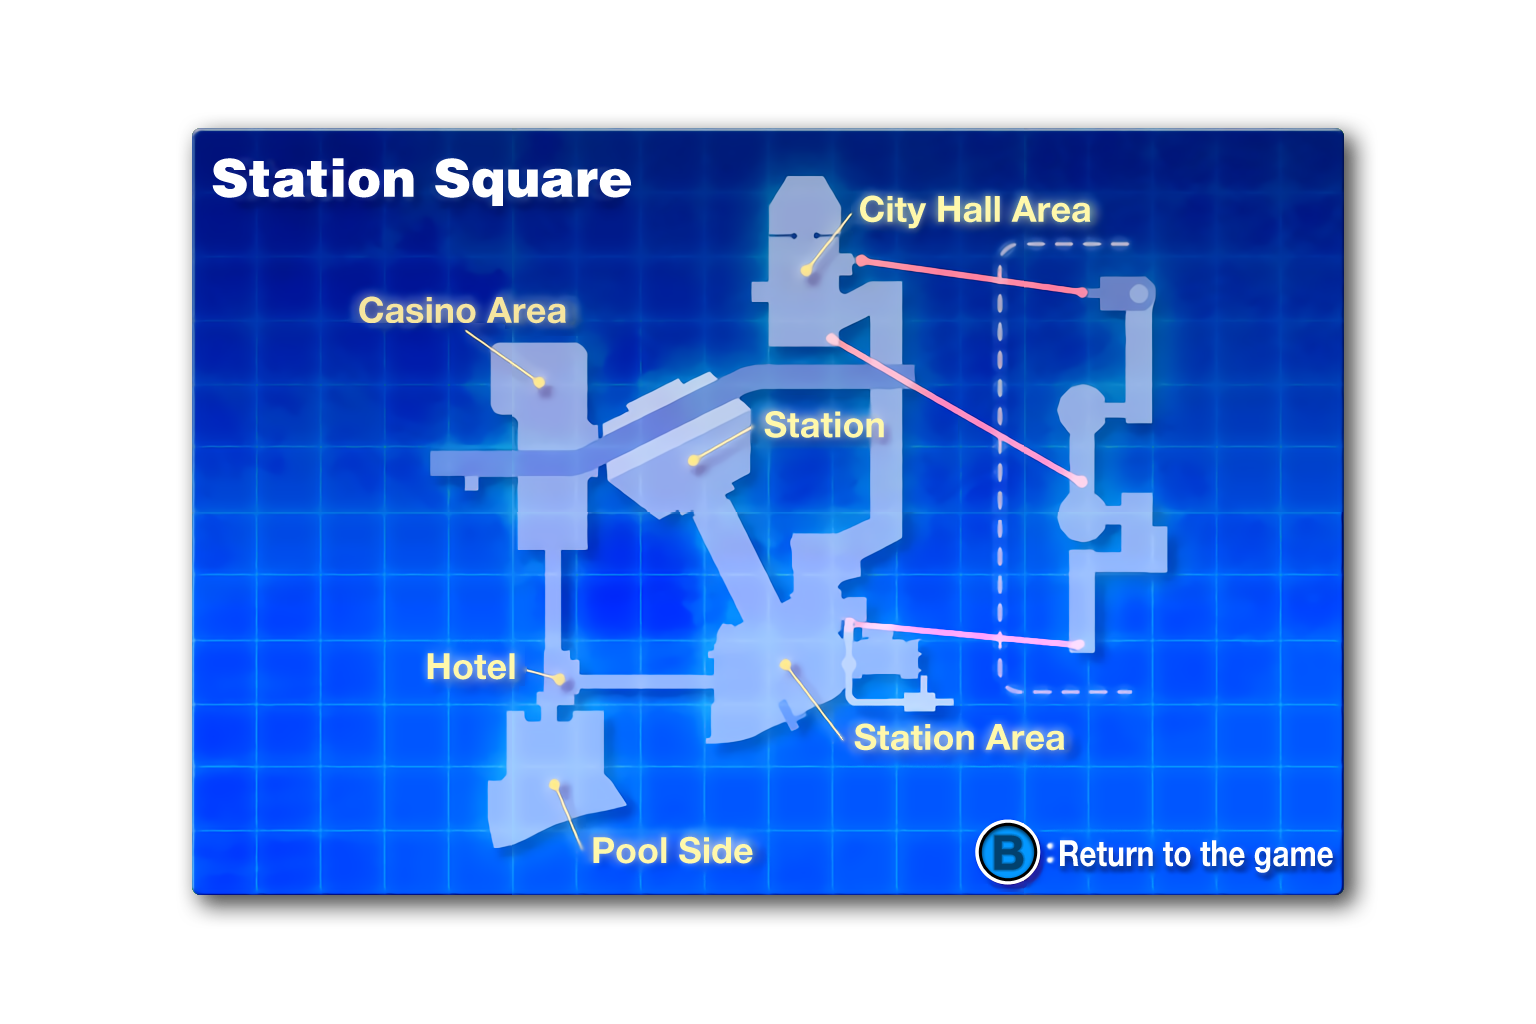 Station Square
City Hall Area
Casino Area
Station
Hotel
Station Area
Pool Side
B :Return to the game